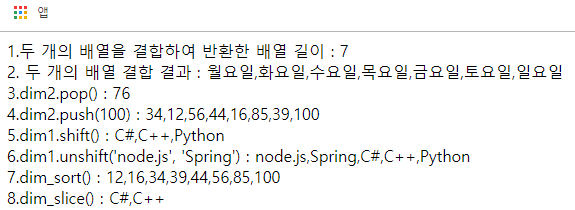 앱
1.두 개의 배열을 결합하여 반환한 배열 길이 : 7
2. 두 개의 배열 결합 결과 : 월요일,화요일,수요일,목요일,금요일,토요일,일요일
3.dim2.pop() : 76
4.dim2.push(100) : 34,12,56,44,16,85,39,100
5.dim1.shift() : C#,C++,Python
6.dim1.unshift('node.js', 'Spring') : node.js,Spring,C#,C++,Python
7.dim_sort() : 12,16,34,39,44,56,85,100
8.dim_slice() : C#,C++